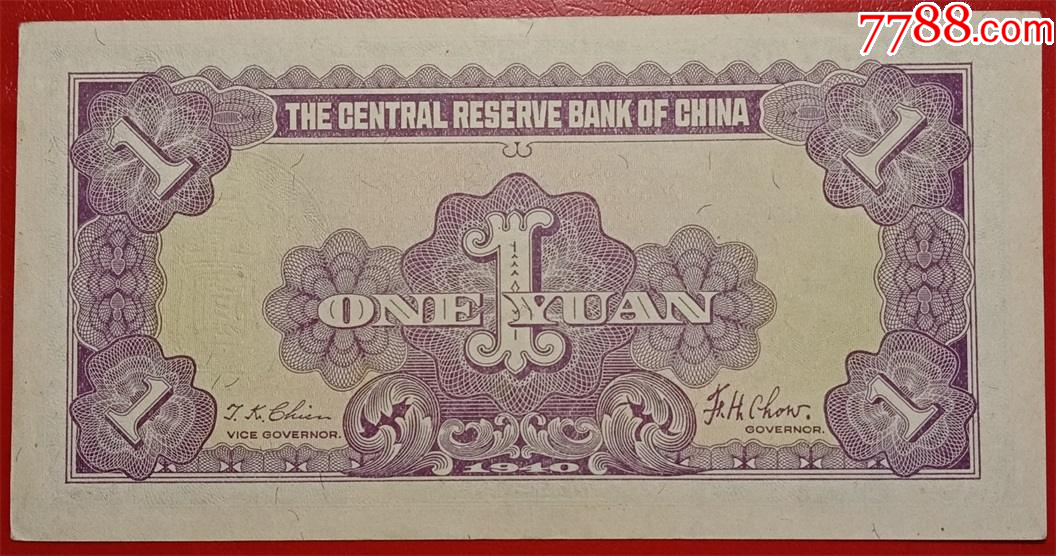 7788.com
THE CENTRAL RESERVE BANK OF CHINA
1 1
1
ONE YUAN
T. K. Chien F. H. Chow.
VICE GOVERNOR. GOVERNOR.
1 1
1940